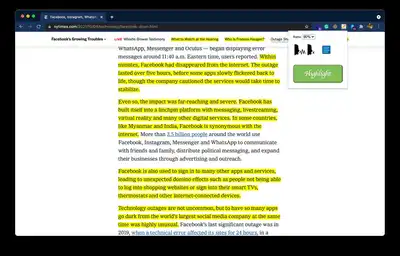 Facebook, Instagram, WhatsA
nytimes.com
Facebook's Growing Troubles
LIVE Whistle-Blower Testimony
What to Watch at the Hearing
Who Is Frances Haugen?
WhatsApp, Messenger and Oculus — began displaying error
messages around 11:40 a.m. Eastern time, users reported. Within
minutes, Facebook had disappeared from the internet. The outage
lasted over five hours, before some apps slowly flickered back to
life, though the company cautioned the services would take time to
stabilize.
Even so, the impact was far-reaching and severe. Facebook has
built itself into a linchpin platform with messaging, livestreaming,
virtual reality and many other digital services. In some countries,
like Myanmar and India, Facebook is synonymous with the
internet. More than 3.5 billion people around the world use
Facebook, Instagram, Messenger and WhatsApp to communicate
with friends and family, distribute political messaging, and expand
their businesses through advertising and outreach.
Facebook is also used to sign in to many other apps and services,
leading to unexpected domino effects such as people not being able
to log into shopping websites or sign into their smart TVs,
thermostats and other internet-connected devices.
Technology outages are not uncommon, but to have so many apps
go dark from the world's largest social media company at the same
time was highly unusual. Facebook's last significant outage was in
2019, when a technical error affected its sites for 24 hours, in a
Highlight